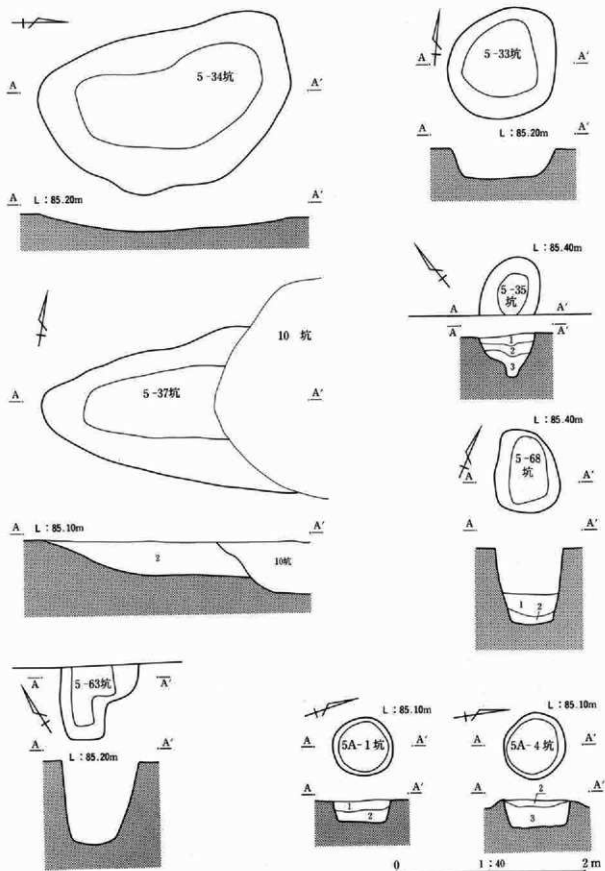 5-34坑
A A′
A L：85.20m A′
5-33坑
A A′
A L：85.20m A′
L：85.40m
5-35
坑
A A′
A A′
1
2
3
10 坑
5-37坑
A A′
A L：85.10m A′
2 10坑
L：85.40m
5-68
坑
A A′
A A′
1 2
A 5-63坑 A′
A A′
L：85.20m
L：85.10m
A 5A-1坑 A′
A A′
1
2
L：85.10m
A 5A-4坑 A′
A 2 A′
3
0 1：40 2m